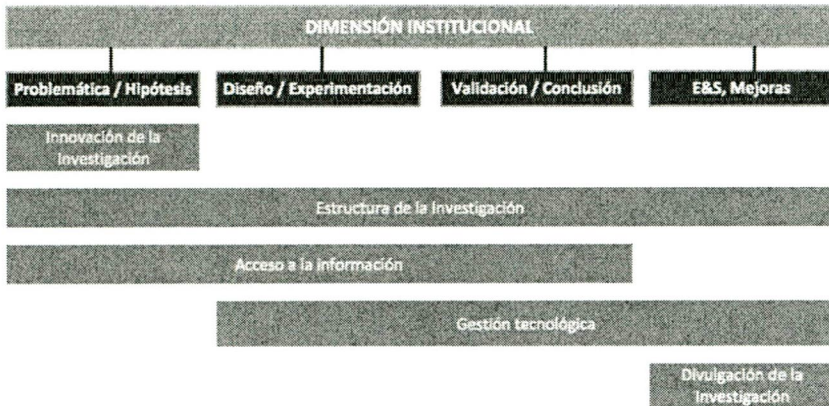 DIMENSIÓN INSTITUCIONAL
Problemática / Hipótesis
Diseño / Experimentación
Validación / Conclusión
E&S, Mejoras
Innovación de la
Investigación
Estructura de la Investigación
Acceso a la información
Gestión tecnológica
Divulgación de la
Investigación